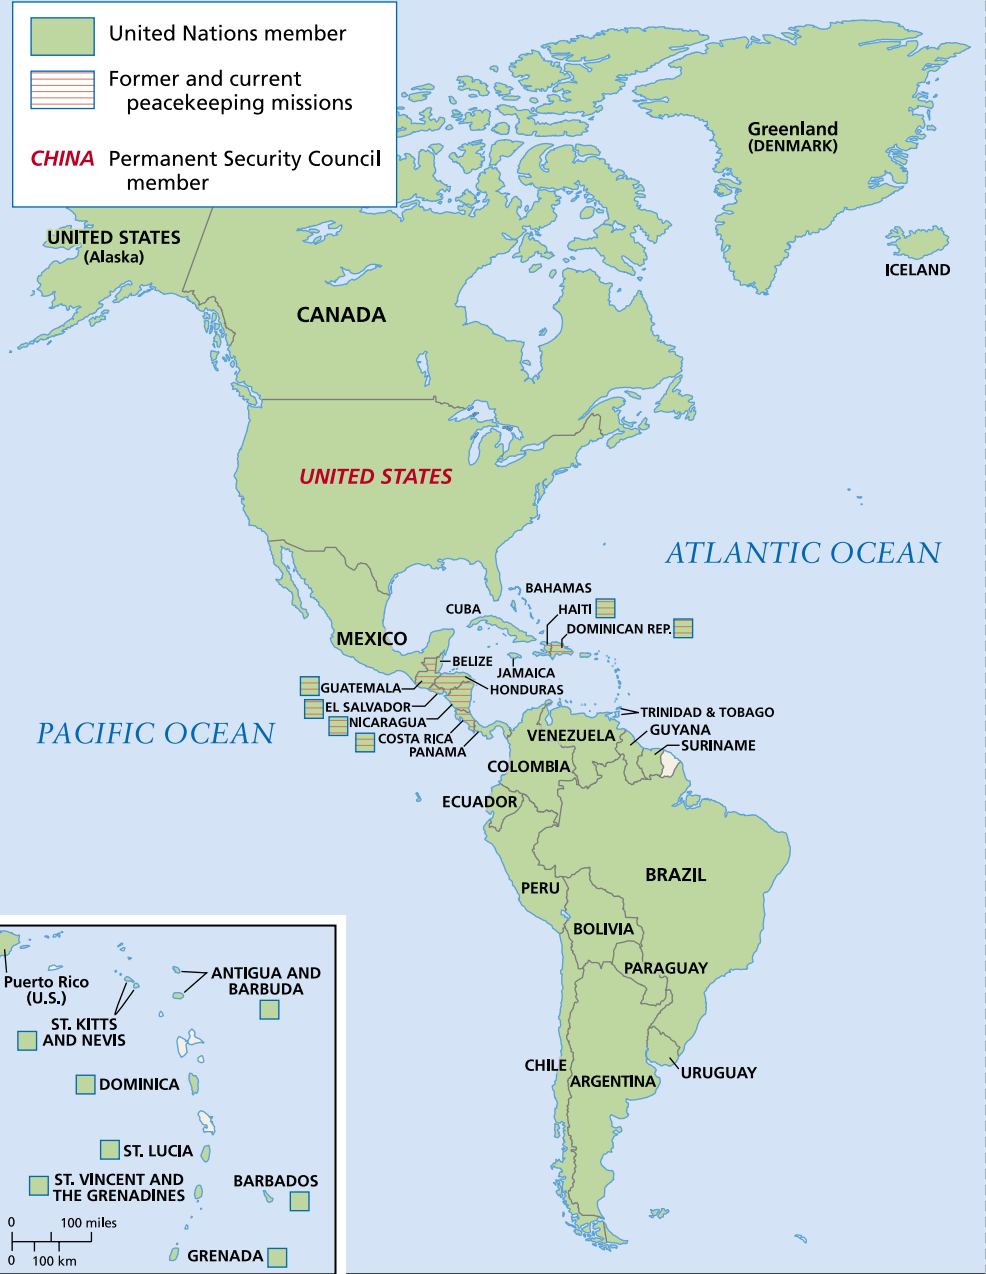 United Nations member
Former and current
peacekeeping missions
CHINA Permanent Security Council
member
Greenland
(DENMARK)
UNITED STATES
(Alaska)
ICELAND
CANADA
UNITED STATES
ATLANTIC OCEAN
BAHAMAS
CUBA
HAITI
DOMINICAN REP.
MEXICO
BELIZE
JAMAICA
GUATEMALA
HONDURAS
EL SALVADOR
NICARAGUA
TRINIDAD & TOBAGO
PACIFIC OCEAN
COSTA RICA
VENEZUELA
GUYANA
PANAMA
SURINAME
COLOMBIA
ECUADOR
BRAZIL
PERU
BOLIVIA
PARAGUAY
CHILE
ARGENTINA
URUGUAY
Puerto Rico
(U.S.)
ANTIGUA AND
BARBUDA
ST. KITTS
AND NEVIS
DOMINICA
ST. LUCIA
ST. VINCENT AND
THE GRENADINES
BARBADOS
0 100 miles
0 100 km
GRENADA